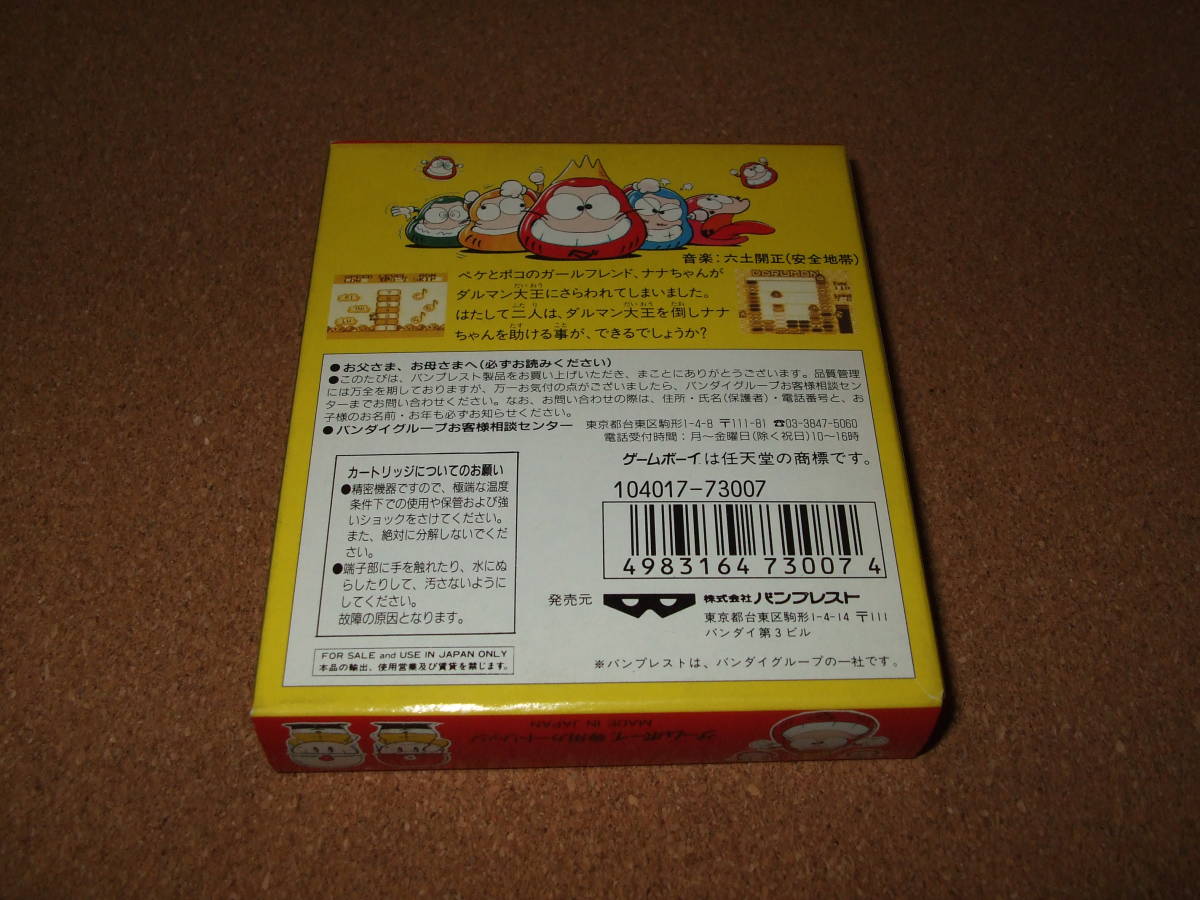 音楽：六土開正(安全地帯)
ペケとポコのガールフレンド、ナナちゃんが
ダルマン大王にさらわれてしまいました。
はたして二人は、ダルマン大王を倒しナナ
ちゃんを助ける事が、できるでしょうか?
DARUMAN
●お父さま、お母さまへ(必ずお読みください)
●このたびは、バンプレスト製品をお買い上げいただき、まことにありがとうございます。品質管理
には万全を期しておりますが、万一お気付の点がございましたら、バンダイグループお客様相談セン
ターまでお問い合わせください。なお、お問い合わせの際は、住所・氏名(保護者)・電話番号と、お
子様のお名前・お年も必ずお知らせください。
●バンダイグループお客様相談センター 東京都台東区駒形1-4-8 〒111-81 ☎03-3847-5060
電話受付時間：月〜金曜日(除く祝日)10〜16時
ゲームボーイは任天堂の商標です。
カートリッジについてのお願い
●精密機器ですので、極端な温度
条件下での使用や保管および強
いショックをさけてください。
また、絶対に分解しないでくだ
さい。
●端子部に手を触れたり、水にぬ
らしたりして、汚さないように
してください。
故障の原因となります。
FOR SALE and USE IN JAPAN ONLY
本品の輸出、使用営業及び賃貸を禁じます。
104017-73007
4983164 73007 4
発売元 株式会社バンプレスト
東京都台東区駒形1-4-14 〒111
バンダイ第3ビル
※バンプレストは、バンダイグループの一社です。
ゲームボーイ専用カートリッジ
MADE IN JAPAN